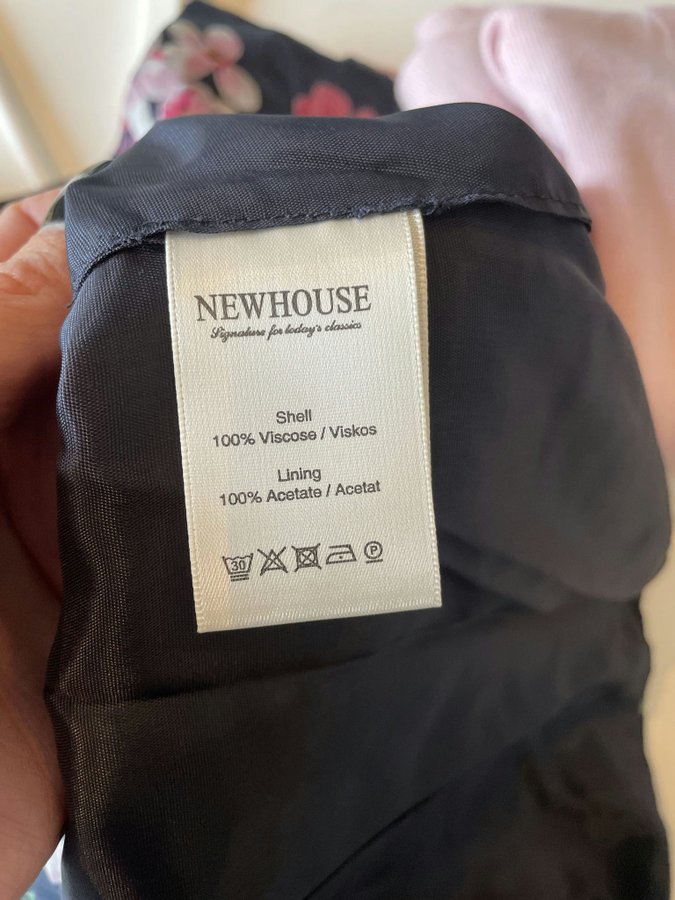 NEWHOUSE
Signature for today's classics
Shell
100% Viscose / Viskos
Lining
100% Acetate / Acetat
30
P